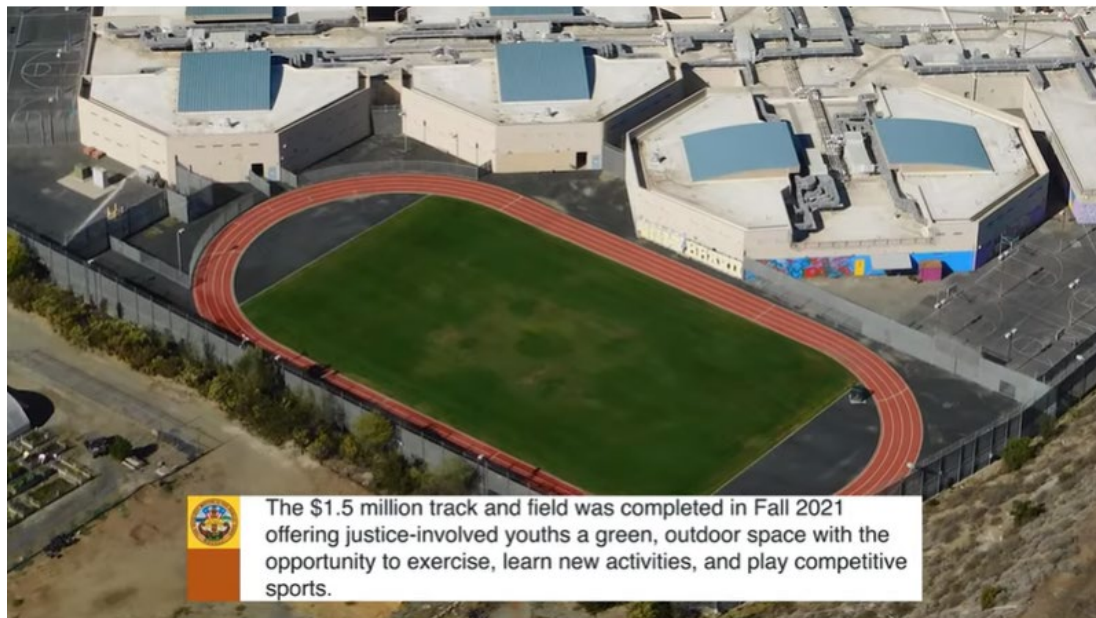 The $1.5 million track and field was completed in Fall 2021
offering justice-involved youths a green, outdoor space with the
opportunity to exercise, learn new activities, and play competitive
sports.